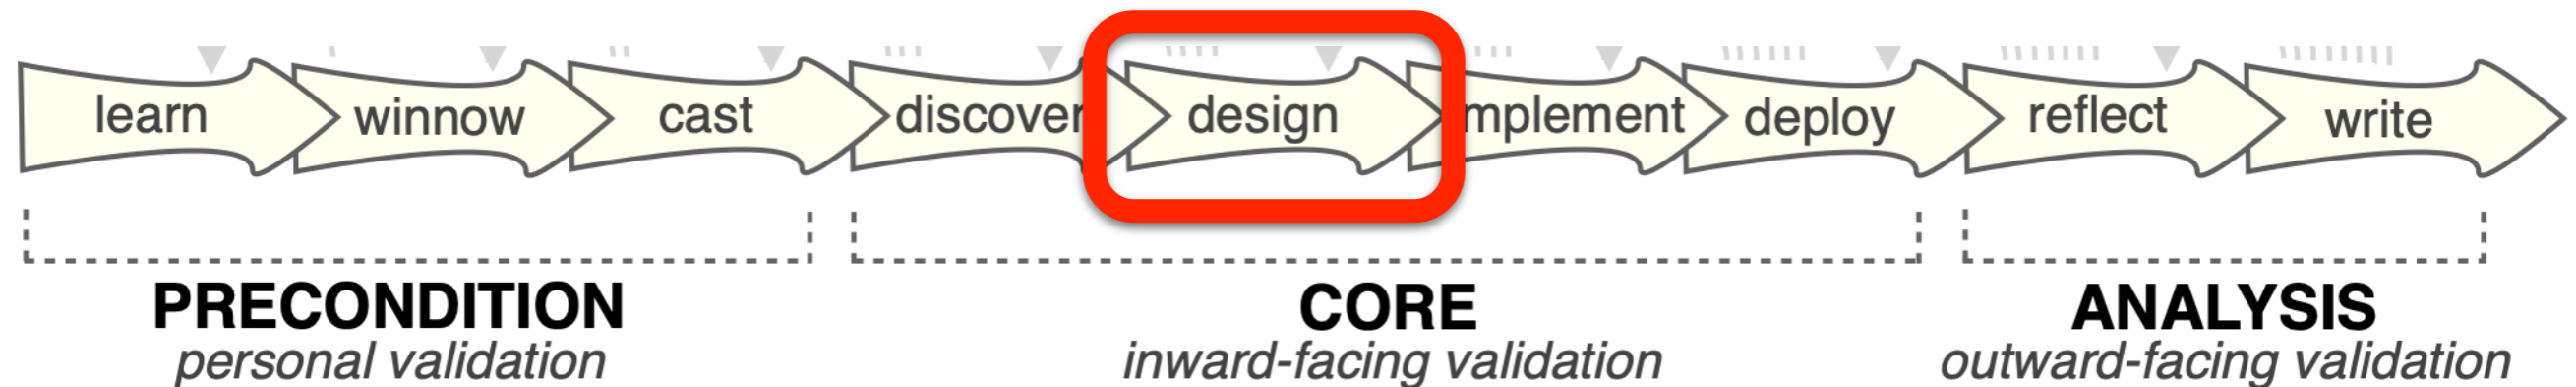 learn winnow cast discover design mplement deploy reflect write
PRECONDITION CORE ANALYSIS
personal validation inward-facing validation outward-facing validation